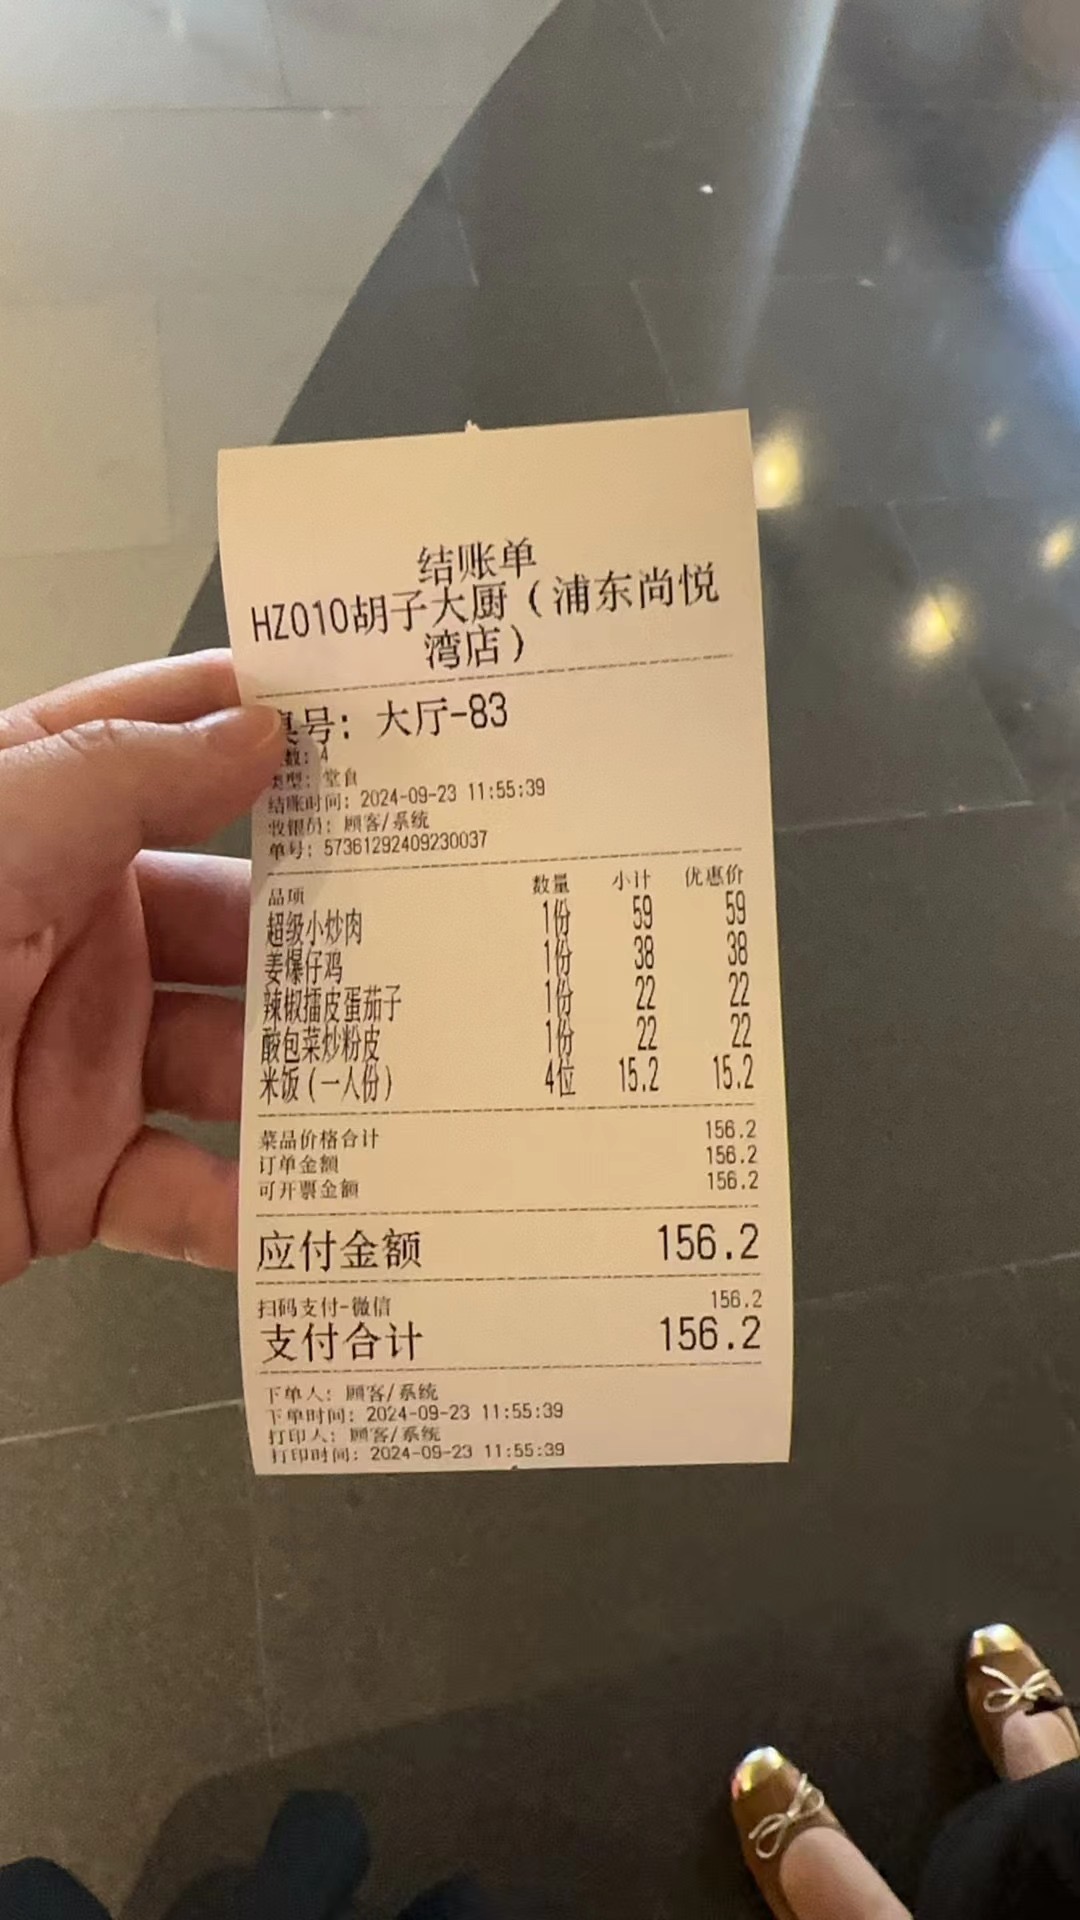 结账单
HZ010胡子大厨（浦东尚悦
湾店）
号: 大厅-83
数: 4
类型: 堂食
结账时间: 2024-09-23 11:55:39
收银员: 顾客/系统
单号: 57361292409230037
品项 数量 小计 优惠价
超级小炒肉 1份 59 59
姜爆仔鸡 1份 38 38
辣椒擂皮蛋茄子 1份 22 22
酸包菜炒粉皮 1份 22 22
米饭(一人份) 4位 15.2 15.2
菜品价格合计 156.2
订单金额 156.2
可开票金额 156.2
应付金额 156.2
扫码支付-微信 156.2
支付合计 156.2
下单人: 顾客/系统
下单时间: 2024-09-23 11:55:39
打印人: 顾客/系统
打印时间: 2024-09-23 11:55:39